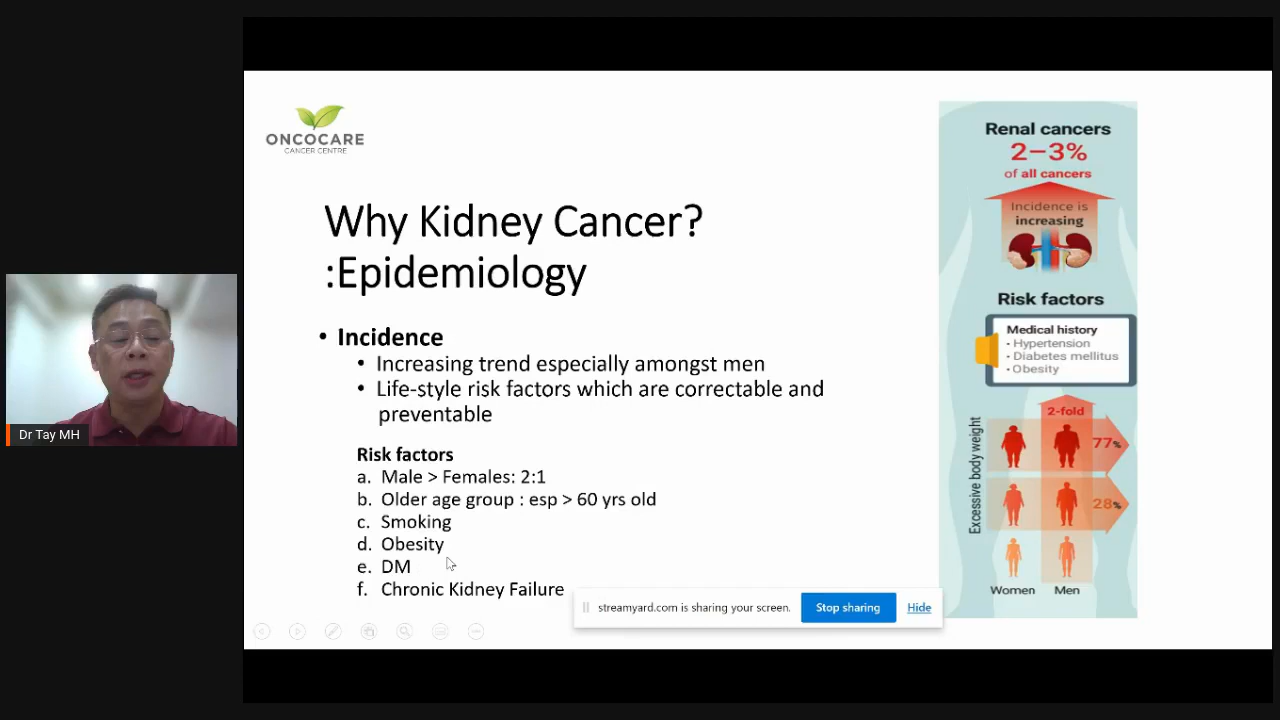 ONCOCARE
CANCER CENTRE
Why Kidney Cancer?
:Epidemiology
• Incidence
• Increasing trend especially amongst men
• Life-style risk factors which are correctable and
preventable
Risk factors
a. Male > Females: 2:1
b. Older age group : esp > 60 yrs old
c. Smoking
d. Obesity
e. DM
f. Chronic Kidney Failure
Renal cancers
2–3%
of all cancers
Incidence is
increasing
Risk factors
Medical history
• Hypertension
• Diabetes mellitus
• Obesity
Excessive body weight
2-fold
77%
28%
Women Men
Dr Tay MH
streamyard.com is sharing your screen.
Stop sharing
Hide